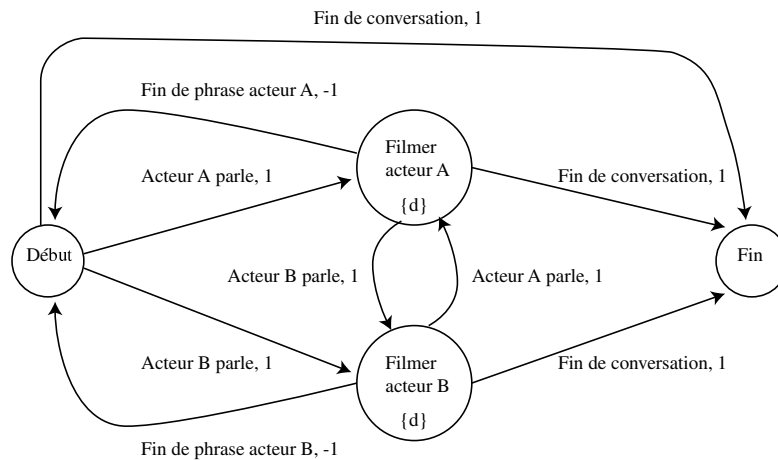 Fin de conversation, 1
Fin de phrase acteur A, -1
Filmer
acteur A
{d}
Acteur A parle, 1
Fin de conversation, 1
Début
Acteur B parle, 1
Acteur A parle, 1
Fin
Acteur B parle, 1
Filmer
acteur B
{d}
Fin de conversation, 1
Fin de phrase acteur B, -1